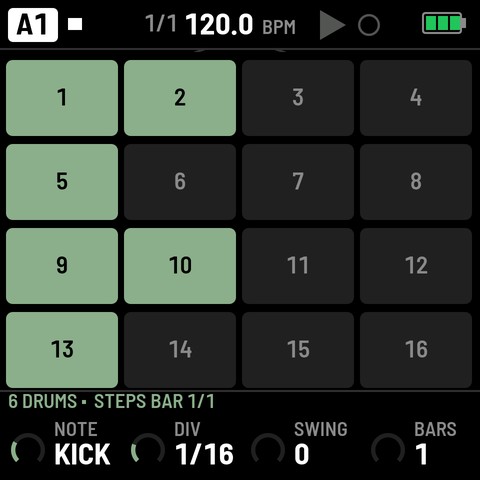 A1 1/1 120.0 BPM
1 2 3 4
5 6 7 8
9 10 11 12
13 14 15 16
6 DRUMS▪ STEPS BAR 1/1
NOTE DIV SWING BARS
KICK 1/16 0 1